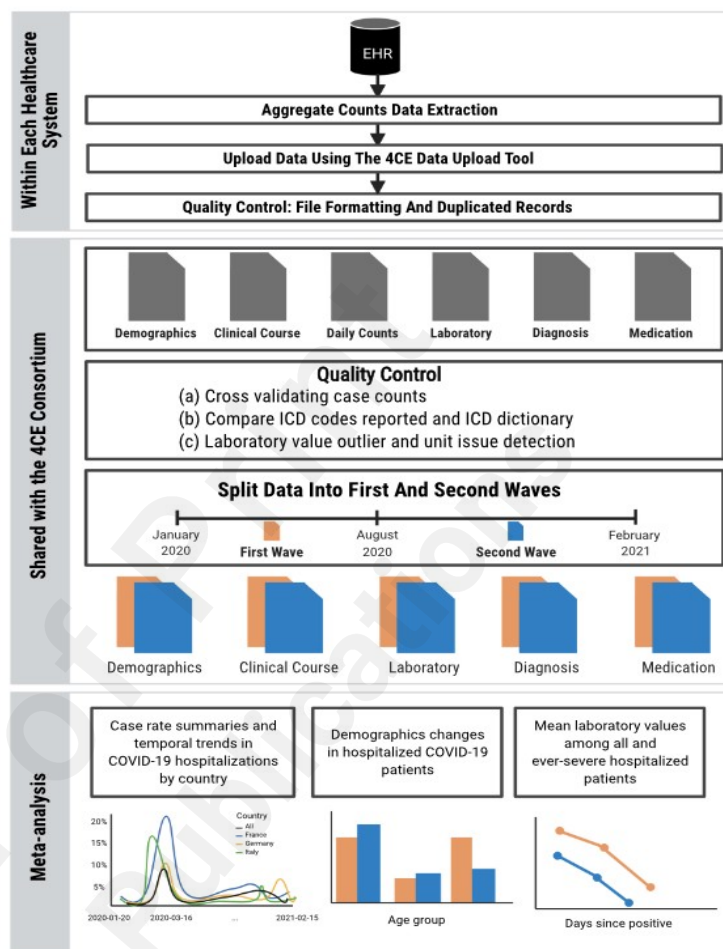 Within Each Healthcare
System
EHR
Aggregate Counts Data Extraction
Upload Data Using The 4CE Data Upload Tool
Quality Control: File Formatting And Duplicated Records
Shared with the 4CE Consortium
Demographics Clinical Course Daily Counts Laboratory Diagnosis Medication
Quality Control
(a) Cross validating case counts
(b) Compare ICD codes reported and ICD dictionary
(c) Laboratory value outlier and unit issue detection
Split Data Into First And Second Waves
January
2020
First Wave
August
2020
Second Wave
February
2021
Demographics Clinical Course Laboratory Diagnosis Medication
Meta-analysis
Case rate summaries and
temporal trends in
COVID-19 hospitalizations
by country
Demographics changes
in hospitalized COVID-19
patients
Mean laboratory values
among all and
ever-severe hospitalized
patients
Country
All
France
Germany
Italy
20%
15%
10%
5%
2020-01-20 2020-03-16 ... 2021-02-15
Age group
Days since positive
of Print
Publications